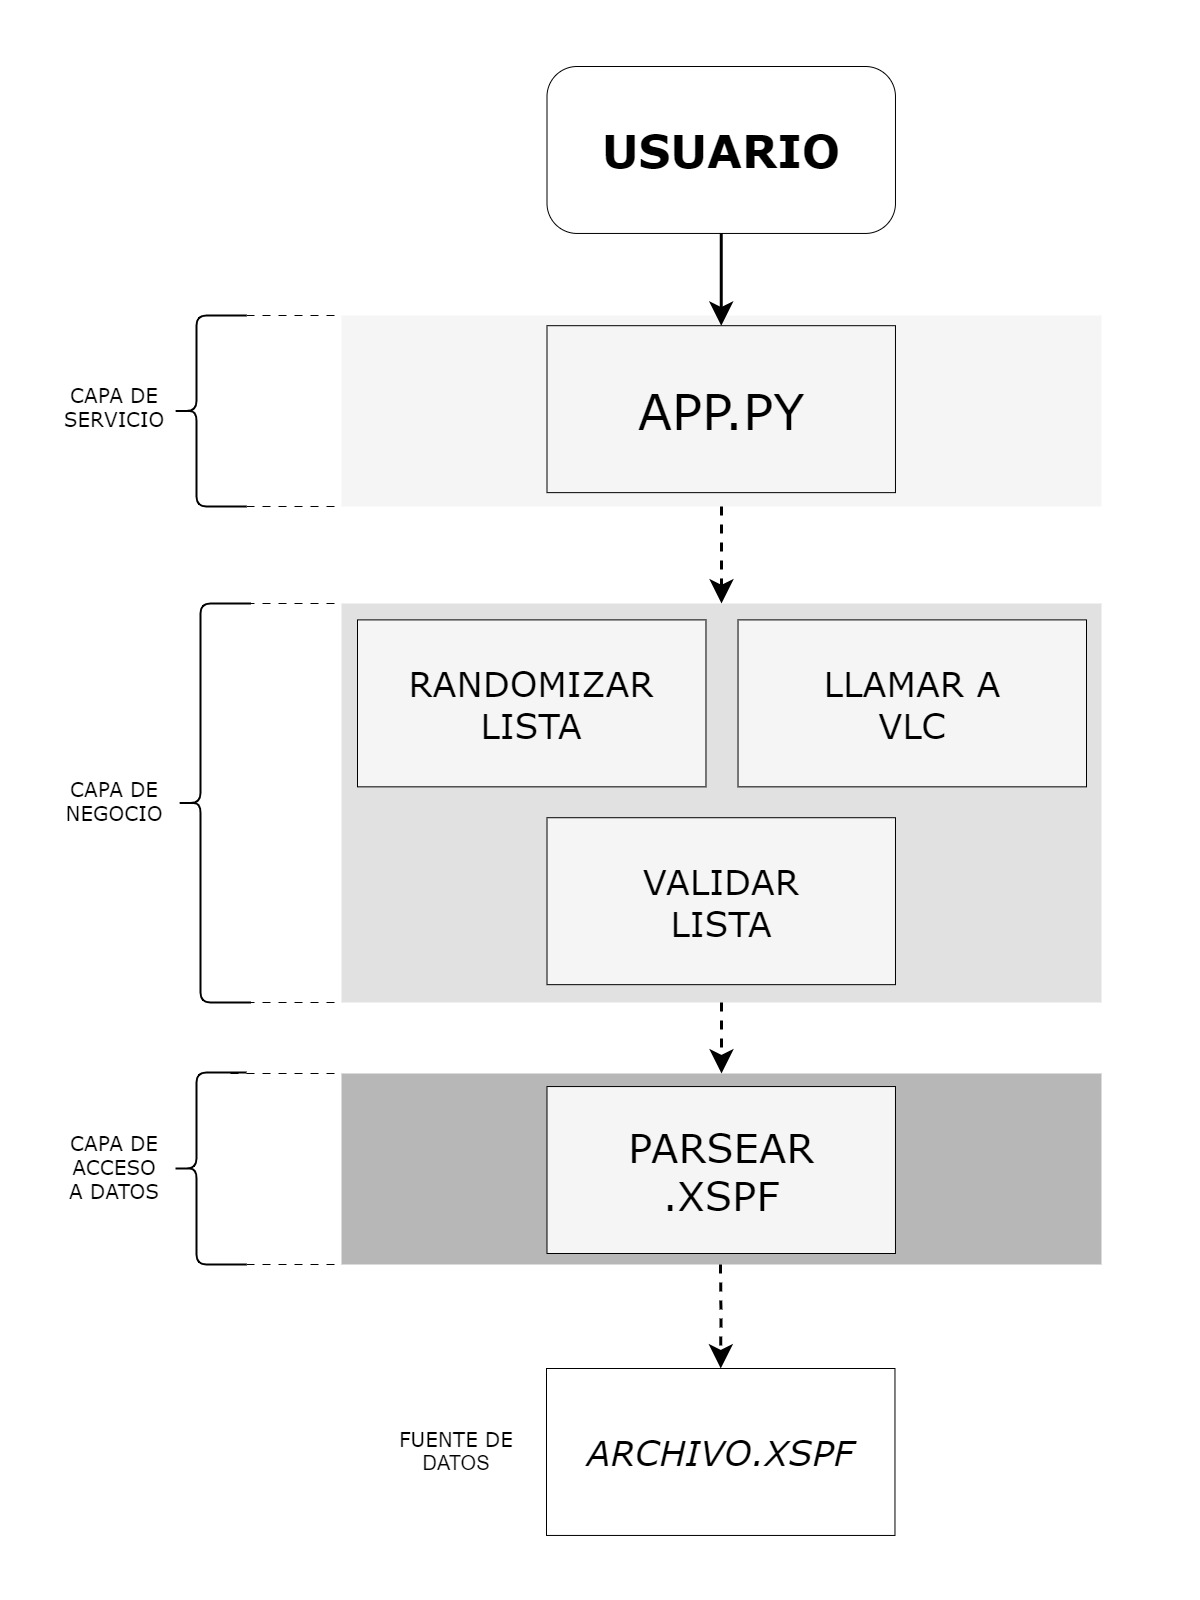 USUARIO
CAPA DE
SERVICIO
APP.PY
RANDOMIZAR
LISTA
LLAMAR A
VLC
CAPA DE
NEGOCIO
VALIDAR
LISTA
CAPA DE
ACCESO
A DATOS
PARSEAR
.XSPF
FUENTE DE
DATOS
ARCHIVO.XSPF